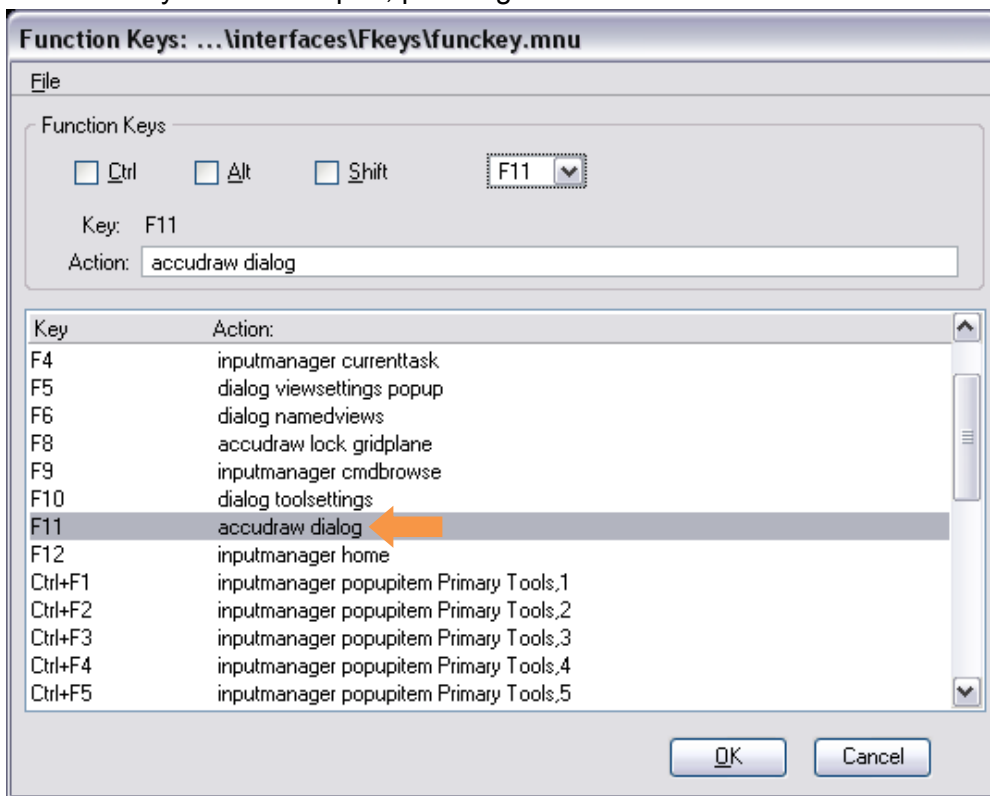 Function Keys: ...\interfaces\Fkeys\funckey.mnu
File
Function Keys
Ctrl Alt Shift F11
Key: F11
Action: accudraw dialog
Key Action:
F4 inputmanager currenttask
F5 dialog viewsettings popup
F6 dialog namedviews
F8 accudraw lock gridplane
F9 inputmanager cmdbrowse
F10 dialog toolsettings
F11 accudraw dialog
F12 inputmanager home
Ctrl+F1 inputmanager popupitem Primary Tools,1
Ctrl+F2 inputmanager popupitem Primary Tools,2
Ctrl+F3 inputmanager popupitem Primary Tools,3
Ctrl+F4 inputmanager popupitem Primary Tools,4
Ctrl+F5 inputmanager popupitem Primary Tools,5
OK Cancel